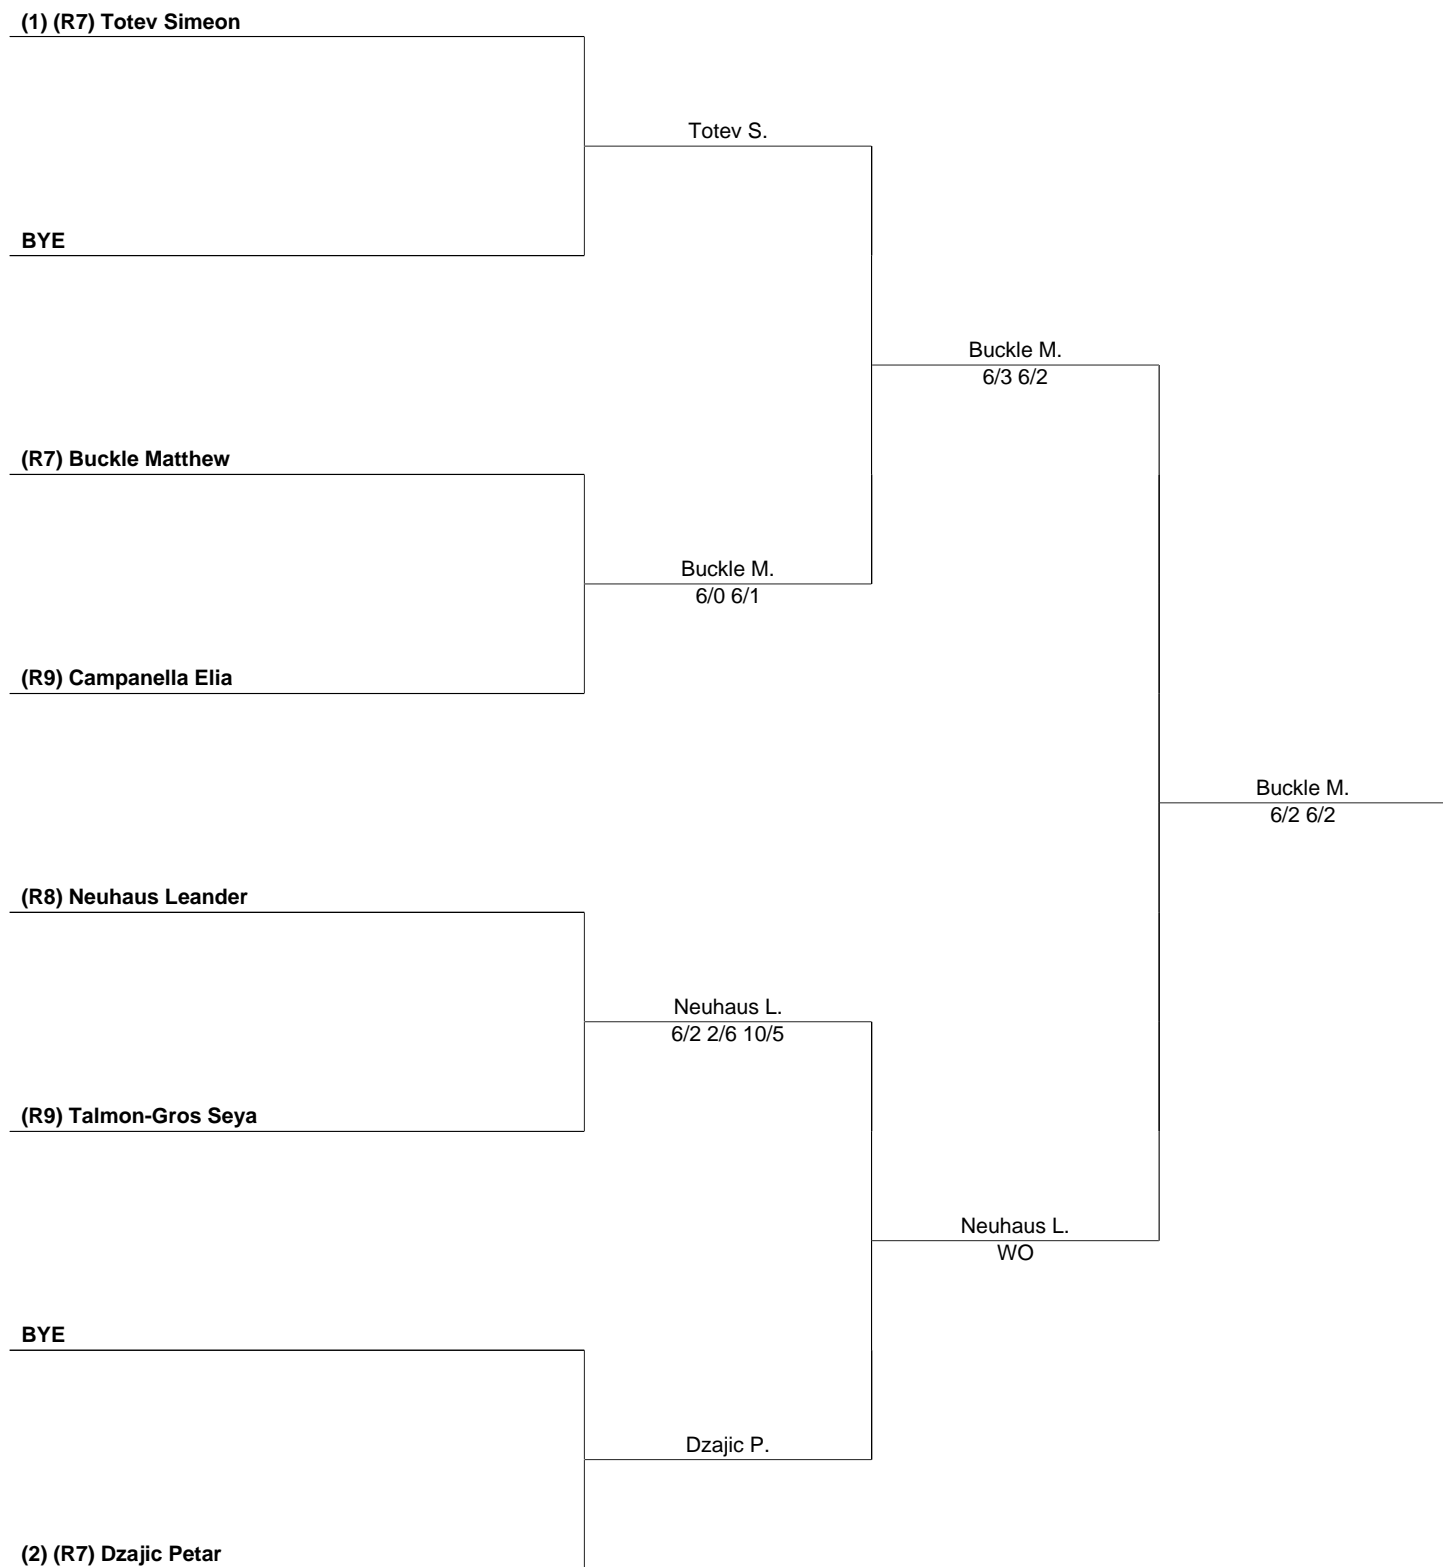 (1) (R7) Totev Simeon
Totev S.
BYE
Buckle M.
6/3 6/2
(R7) Buckle Matthew
Buckle M.
6/0 6/1
(R9) Campanella Elia
Buckle M.
6/2 6/2
(R8) Neuhaus Leander
Neuhaus L.
6/2 2/6 10/5
(R9) Talmon-Gros Seya
Neuhaus L.
WO
BYE
Dzajic P.
(2) (R7) Dzajic Petar